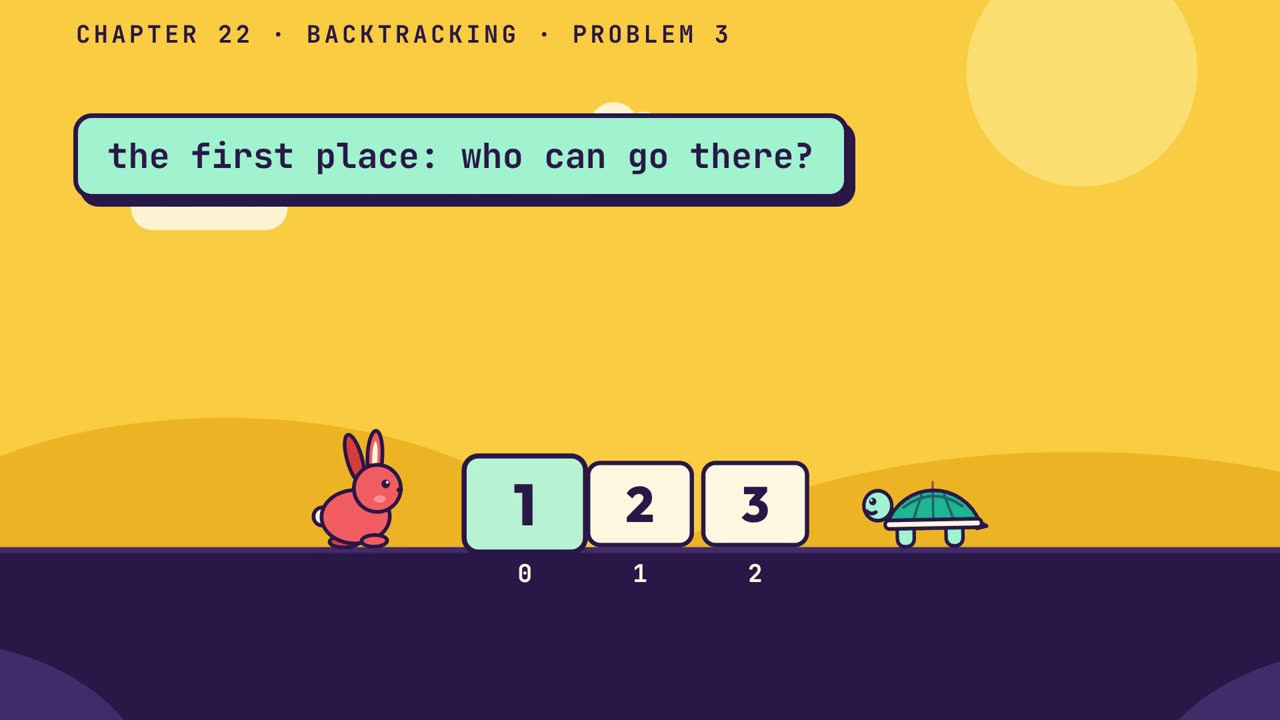 CHAPTER 22 · BACKTRACKING · PROBLEM 3
the first place: who can go there?
1 2 3
0 1 2